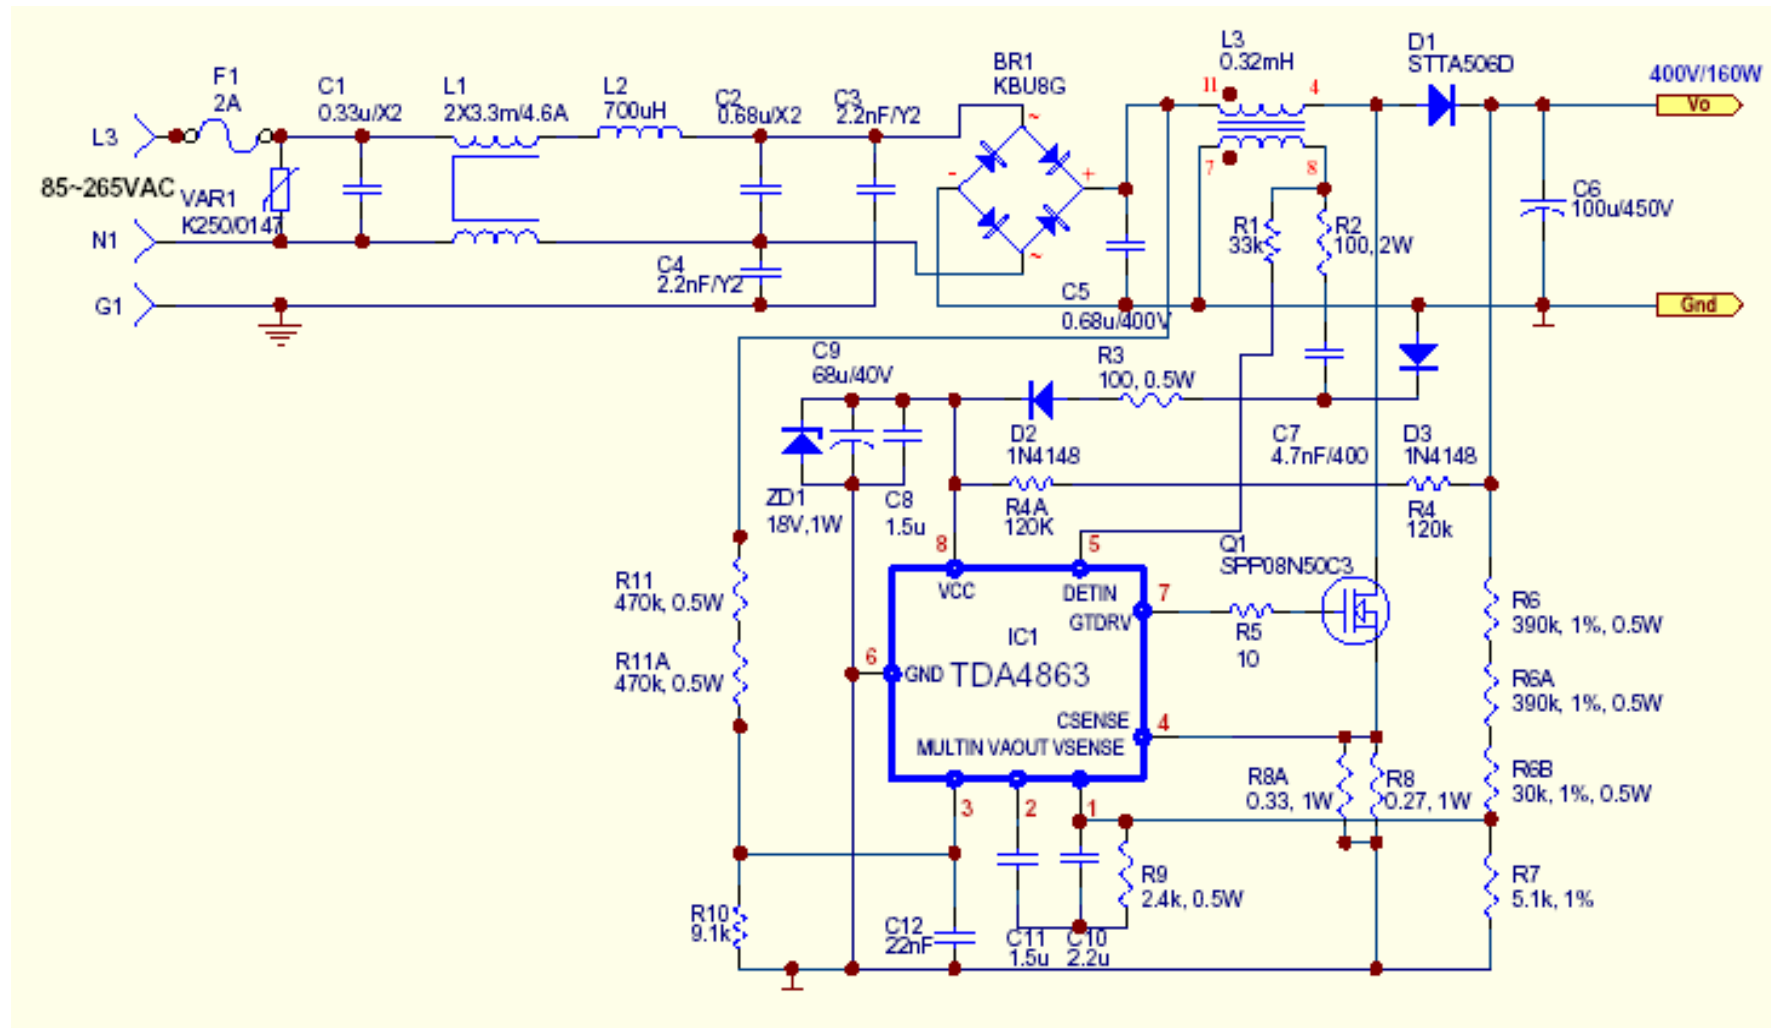 F1
2A
C1
0.33u/X2
L1
2X3.3m/4.6A
L2
700uH
C2
0.68u/X2
C3
2.2nF/Y2
BR1
KBU8G
L3
0.32mH
D1
STTA506D
400V/160W
Vo
L3
85~265VAC
VAR1
K250/0147
N1
G1
C4
2.2nF/Y2
~
-
+
~
11
4
7
8
R1
33k
R2
100, 2W
C6
100u/450V
C5
0.68u/400V
Gnd
C9
68u/40V
R3
100, 0.5W
D2
1N4148
C7
4.7nF/400
D3
1N4148
ZD1
18V,1W
C8
1.5u
R4A
120K
R4
120k
8
5
Q1
SPP08N50C3
R11
470k, 0.5W
R11A
470k, 0.5W
VCC
DETIN
7
GTDRV
IC1
6
GND
TDA4863
R5
10
CSENSE
4
MULTIN VAOUT VSENSE
3
2
1
R6
390k, 1%, 0.5W
R6A
390k, 1%, 0.5W
R6B
30k, 1%, 0.5W
R8A
0.33, 1W
R8
0.27, 1W
R9
2.4k, 0.5W
R7
5.1k, 1%
R10
9.1k
C12
22nF
C11
1.5u
C10
2.2u